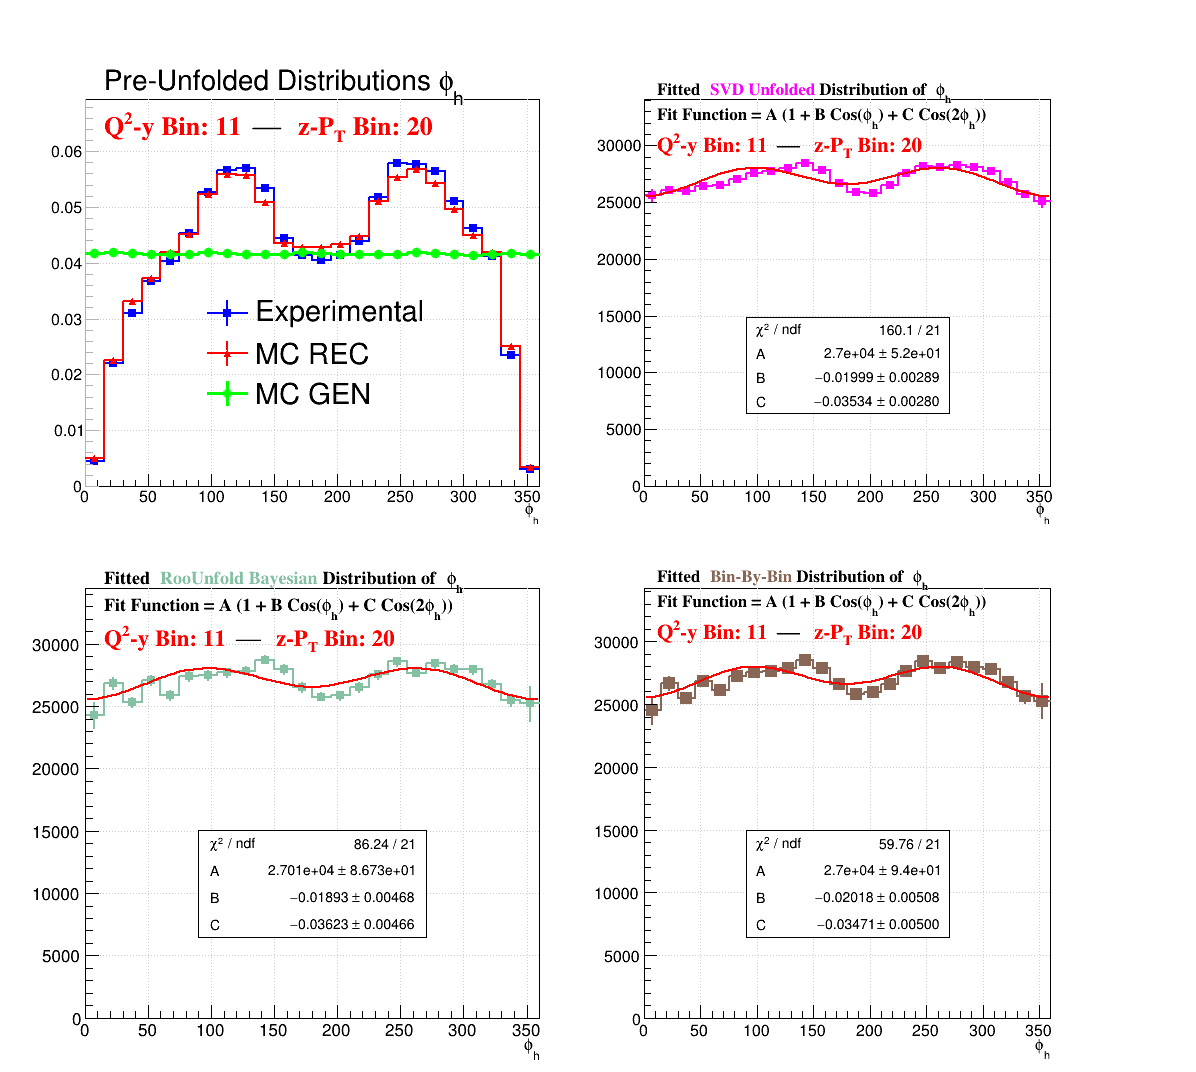 Pre-Unfolded Distributions ϕh
Q²-y Bin: 11 — z-PT Bin: 20
0.06
0.05
0.04
0.03
0.02
0.01
0
Experimental
MC REC
MC GEN
0 50 100 150 200 250 300 350
ϕh
Fitted SVD Unfolded Distribution of ϕh
Fit Function = A (1 + B Cos(ϕh) + C Cos(2ϕh))
Q²-y Bin: 11 — z-PT Bin: 20
30000
25000
20000
15000
10000
5000
0
χ² / ndf 160.1 / 21
A 2.7e+04 ± 5.2e+01
B −0.01999 ± 0.00289
C −0.03534 ± 0.00280
0 50 100 150 200 250 300 350
ϕh
Fitted RooUnfold Bayesian Distribution of ϕh
Fit Function = A (1 + B Cos(ϕh) + C Cos(2ϕh))
Q²-y Bin: 11 — z-PT Bin: 20
30000
25000
20000
15000
10000
5000
0
χ² / ndf 86.24 / 21
A 2.701e+04 ± 8.673e+01
B −0.01893 ± 0.00468
C −0.03623 ± 0.00466
0 50 100 150 200 250 300 350
ϕh
Fitted Bin-By-Bin Distribution of ϕh
Fit Function = A (1 + B Cos(ϕh) + C Cos(2ϕh))
Q²-y Bin: 11 — z-PT Bin: 20
30000
25000
20000
15000
10000
5000
0
χ² / ndf 59.76 / 21
A 2.7e+04 ± 9.4e+01
B −0.02018 ± 0.00508
C −0.03471 ± 0.00500
0 50 100 150 200 250 300 350
ϕh